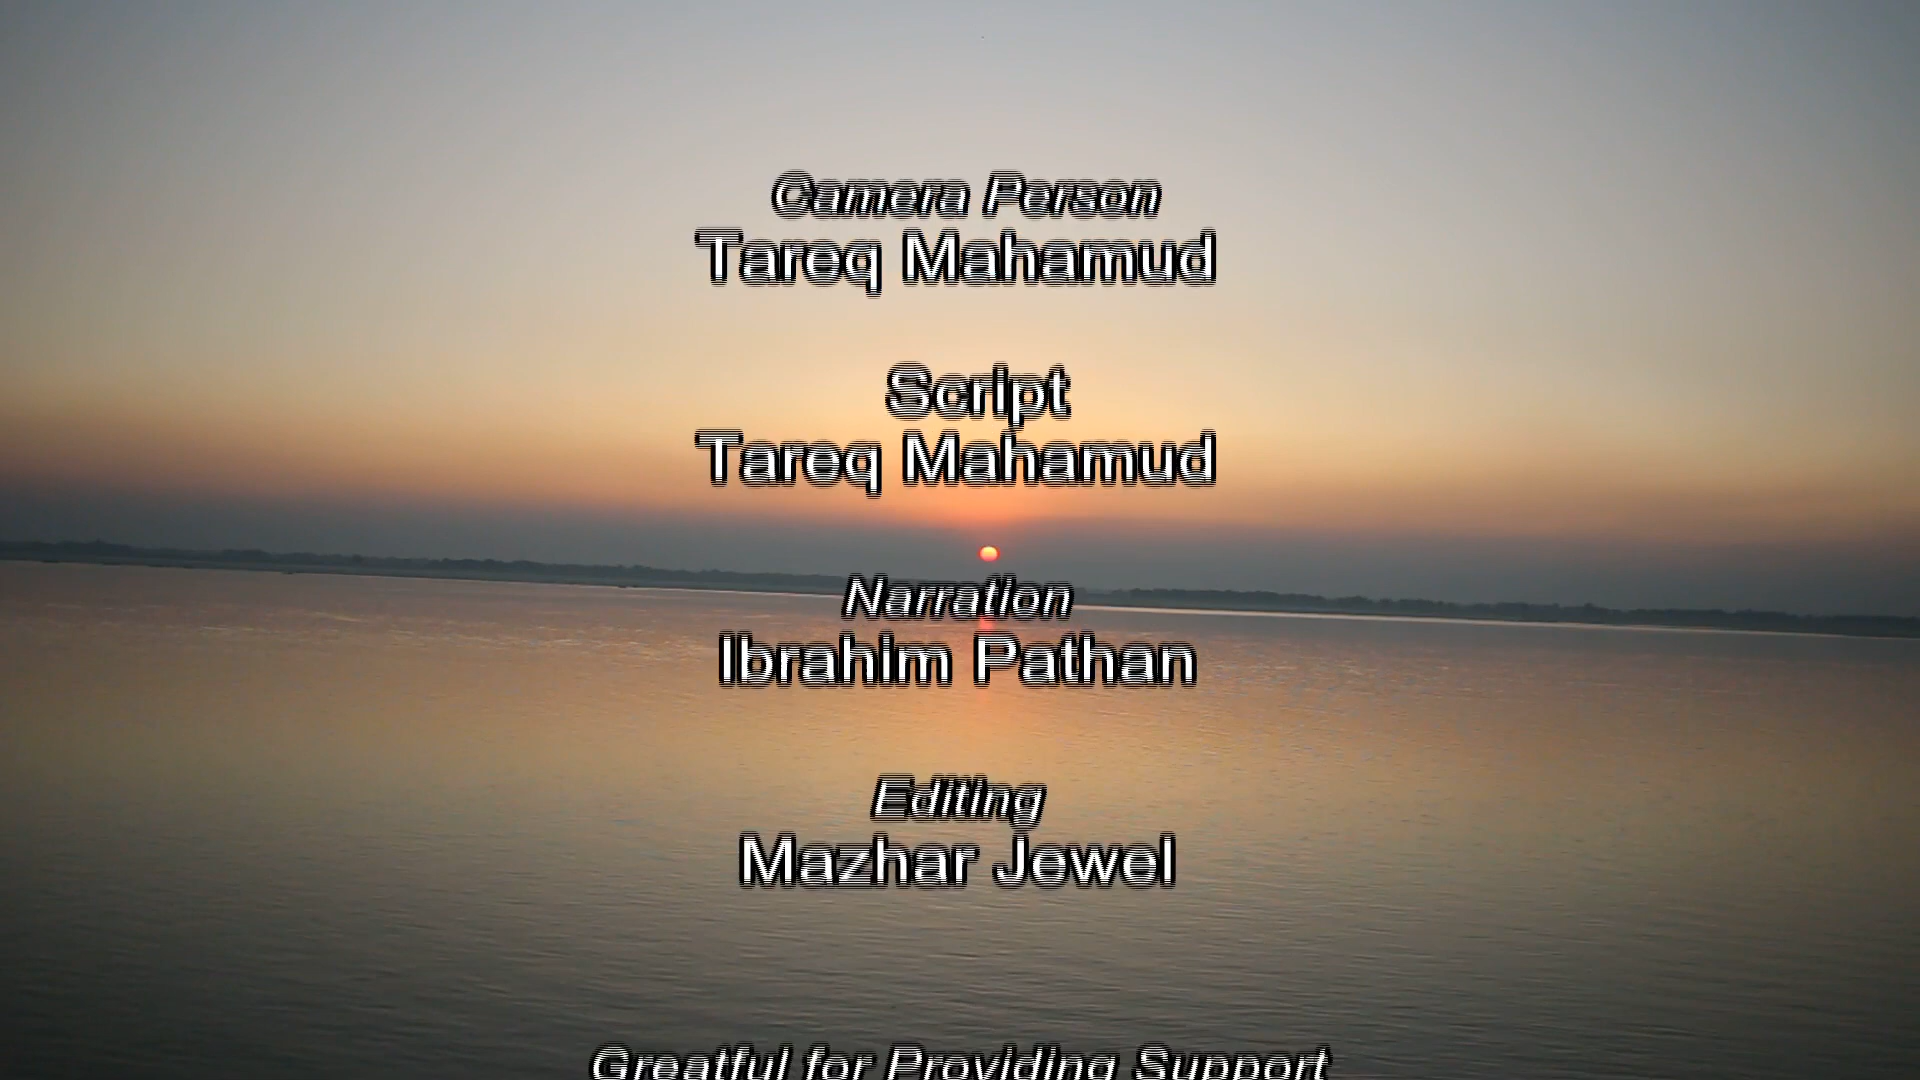 Camera Person
Tareq Mahamud
Script
Tareq Mahamud
Narration
Ibrahim Pathan
Editing
Mazhar Jewel
Greatful for Providing Support